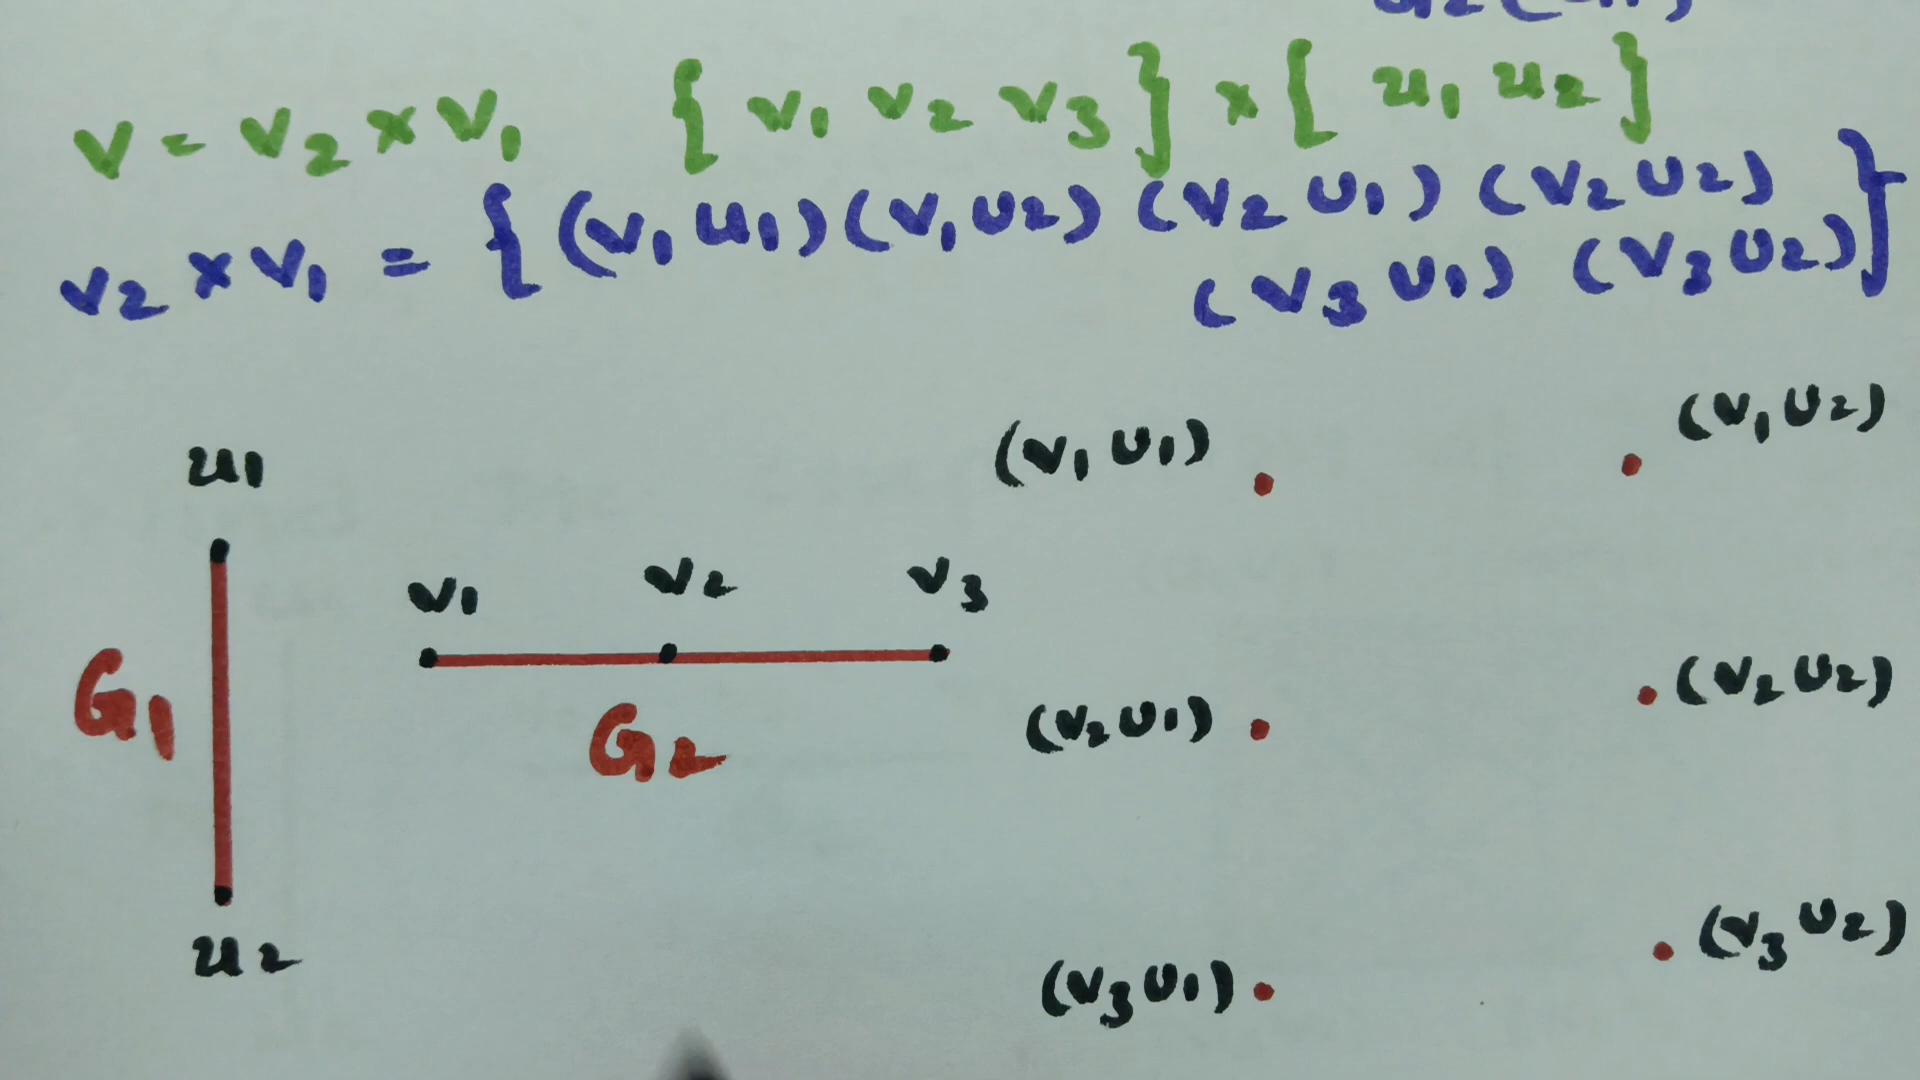 V = V2 × V1 { v1 v2 v3 } × { u1 u2 }
V2 × V1 = { (v1 u1) (v1 u2) (v2 u1) (v2 u2)
(v3 u1) (v3 u2) }
(v1 u1)
(v1 u2)
u1
v1
v2
v3
G1
G2
(v2 u1)
(v2 u2)
u2
(v3 u1)
(v3 u2)